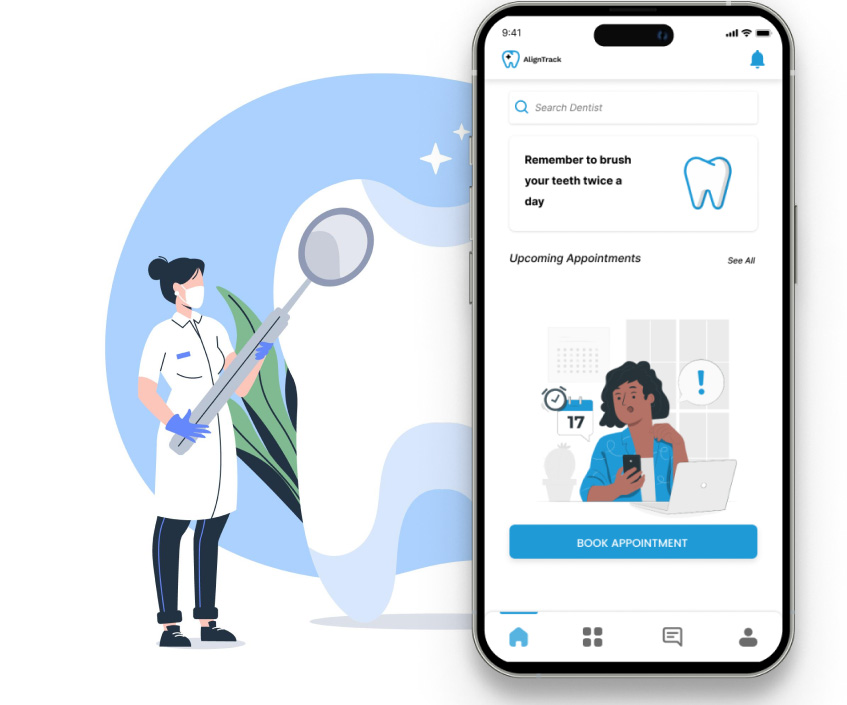 9:41
AlignTrack
Search Dentist
Remember to brush
your teeth twice a
day
Upcoming Appointments
See All
17
!
BOOK APPOINTMENT